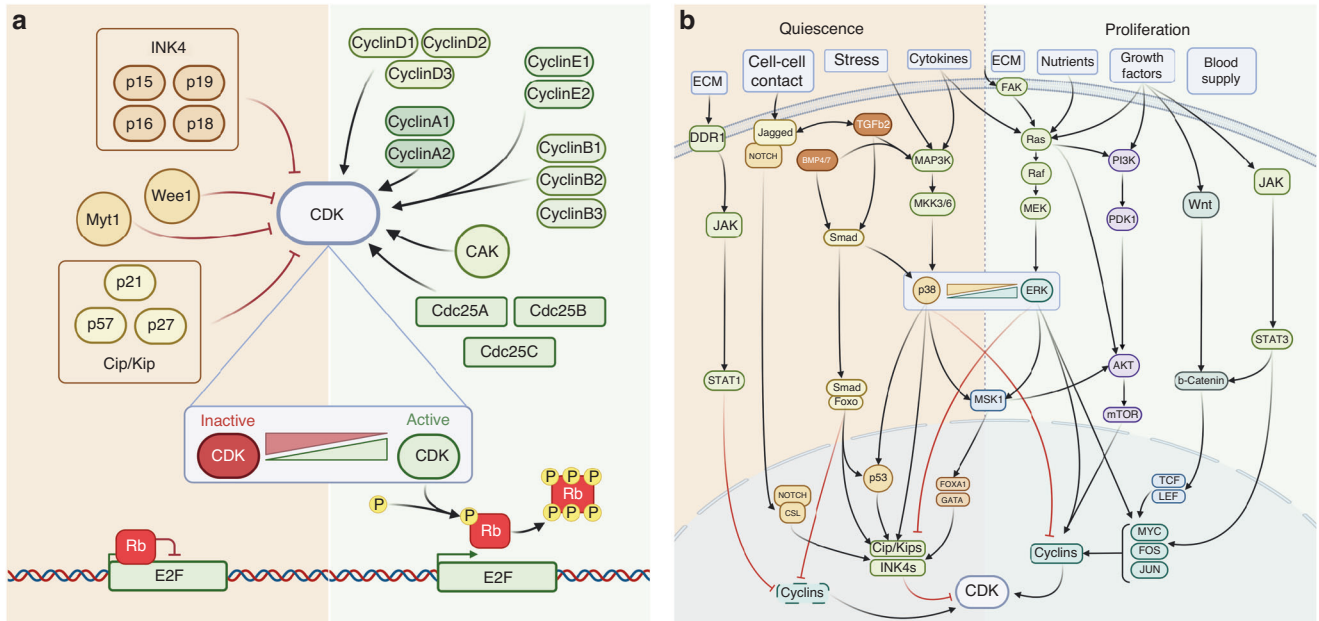 a
INK4
p15
p19
p16
p18
Wee1
Myt1
p21
p57
p27
Cip/Kip
CyclinD1
CyclinD2
CyclinD3
CyclinA1
CyclinA2
CyclinE1
CyclinE2
CyclinB1
CyclinB2
CyclinB3
CDK
CAK
Cdc25A
Cdc25B
Cdc25C
Inactive
Active
CDK
CDK
P
P
Rb
P P P
Rb
P P P
Rb
E2F
E2F
b
Quiescence
Proliferation
ECM
Cell-cell
contact
Stress
Cytokines
ECM
Nutrients
Growth
factors
Blood
supply
FAK
DDR1
Jagged
NOTCH
TGFb2
BMP4/7
MAP3K
Ras
PI3K
Raf
JAK
MKK3/6
MEK
PDK1
Wnt
JAK
Smad
p38
ERK
STAT3
AKT
STAT1
Smad
Foxo
MSK1
b-Catenin
mTOR
p53
FOXA1
GATA
TCF
LEF
NOTCH
CSL
MYC
FOS
JUN
Cip/Kips
INK4s
Cyclins
Cyclins
CDK